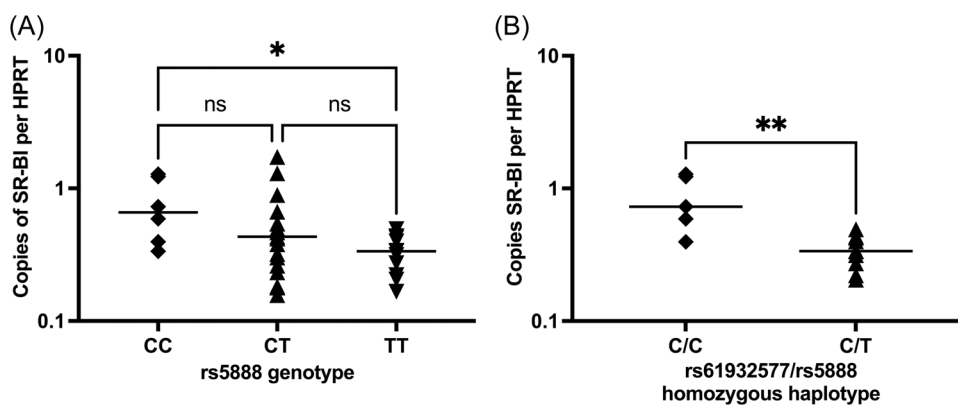 (A)
Copies of SR-BI per HPRT
10
1
0.1
*
ns
ns
CC
CT
TT
rs5888 genotype
(B)
Copies SR-BI per HPRT
10
1
0.1
**
C/C
C/T
rs61932577/rs5888
homozygous haplotype